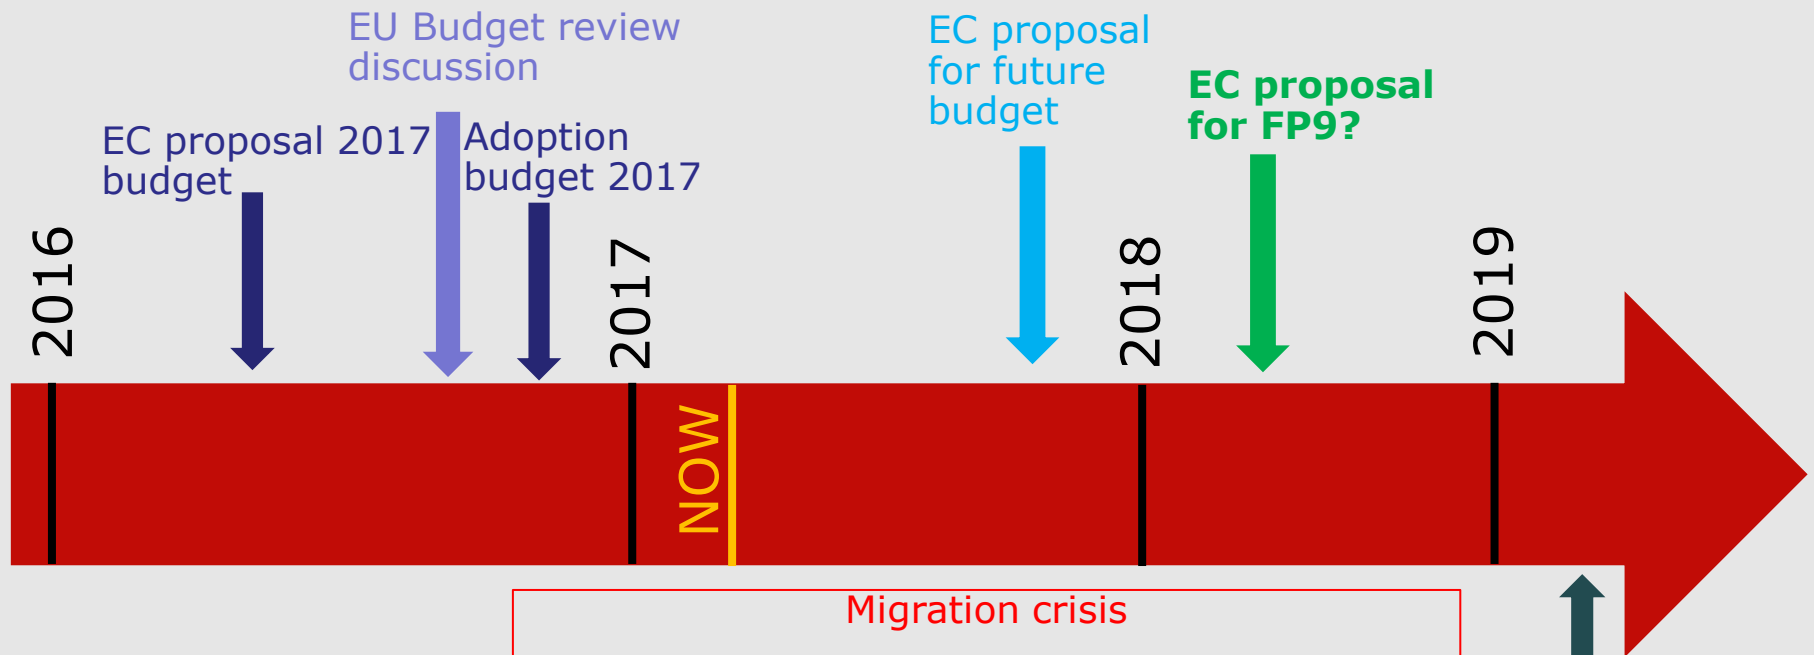 EU Budget review
discussion
EC proposal
for future
budget
EC proposal
for FP9?
EC proposal 2017
budget
Adoption
budget 2017
2016
2017
2018
2019
NOW
Migration crisis